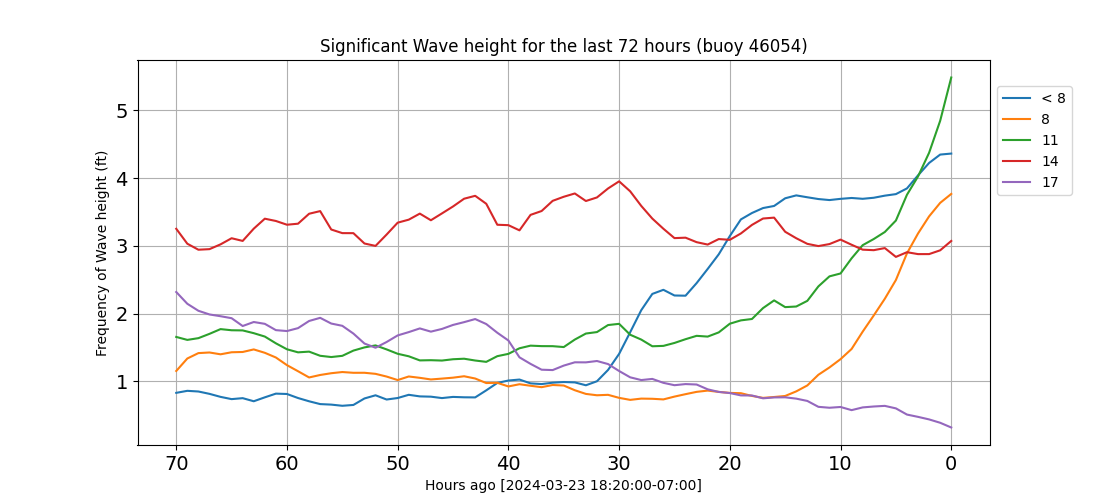 Significant Wave height for the last 72 hours (buoy 46054)
Frequency of Wave height (ft)
5
4
3
2
1
70 60 50 40 30 20 10 0
Hours ago [2024-03-23 18:20:00-07:00]
< 8
8
11
14
17